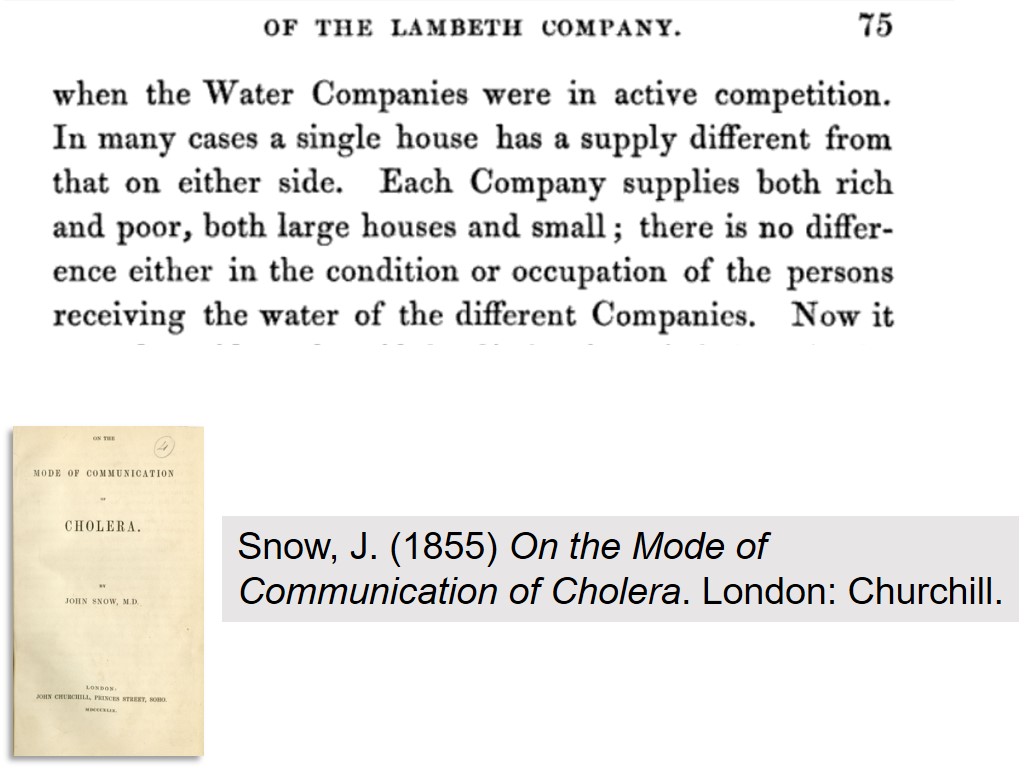 OF THE LAMBETH COMPANY. 75
when the Water Companies were in active competition.
In many cases a single house has a supply different from
that on either side. Each Company supplies both rich
and poor, both large houses and small; there is no differ-
ence either in the condition or occupation of the persons
receiving the water of the different Companies. Now it
ON THE
4
MODE OF COMMUNICATION
OF
CHOLERA.
BY
JOHN SNOW, M.D.
LONDON:
JOHN CHURCHILL, PRINCES STREET, SOHO.
MDCCCXLIX.
Snow, J. (1855) On the Mode of
Communication of Cholera. London: Churchill.